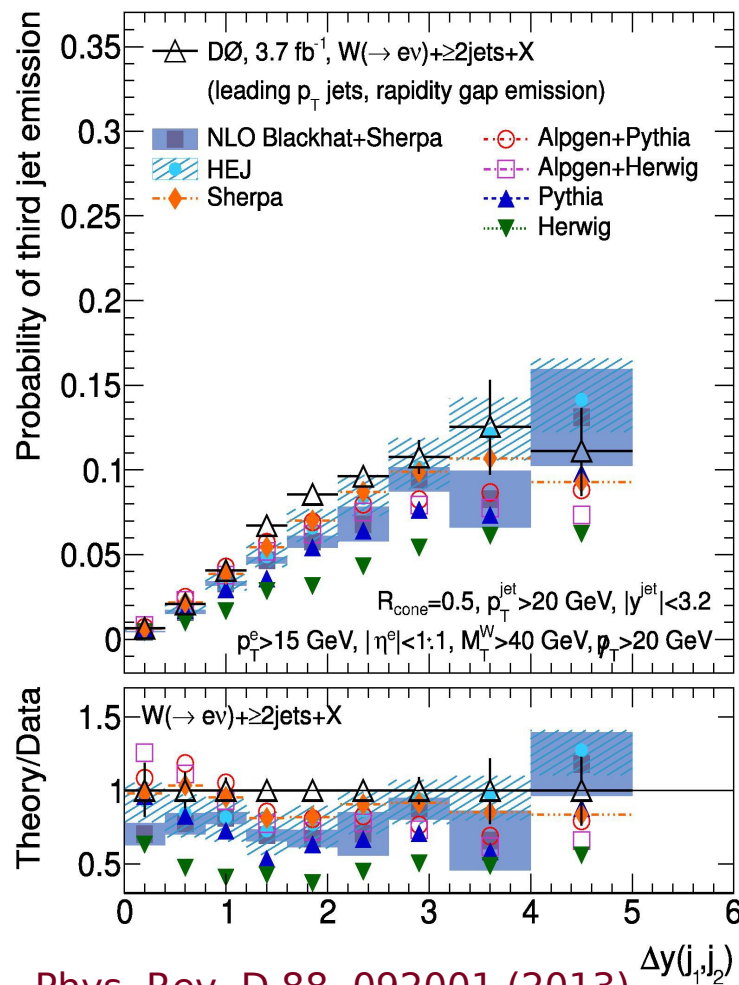 Probability of third jet emission
0.35
0.3
0.25
0.2
0.15
0.1
0.05
0
DØ, 3.7 fb⁻¹, W(→ eν)+≥2jets+X
(leading p_T jets, rapidity gap emission)
NLO Blackhat+Sherpa
HEJ
Sherpa
Alpgen+Pythia
Alpgen+Herwig
Pythia
Herwig
R_cone=0.5, p_T^jet>20 GeV, |y^jet|<3.2
p_T^e>15 GeV, |η^e|<1.1, M_T^W>40 GeV, p̸_T>20 GeV
Theory/Data
1.5
1
0.5
W(→ eν)+≥2jets+X
0 1 2 3 4 5 6
Δy(j₁,j₂)
Phys. Rev. D 88, 092001 (2013)